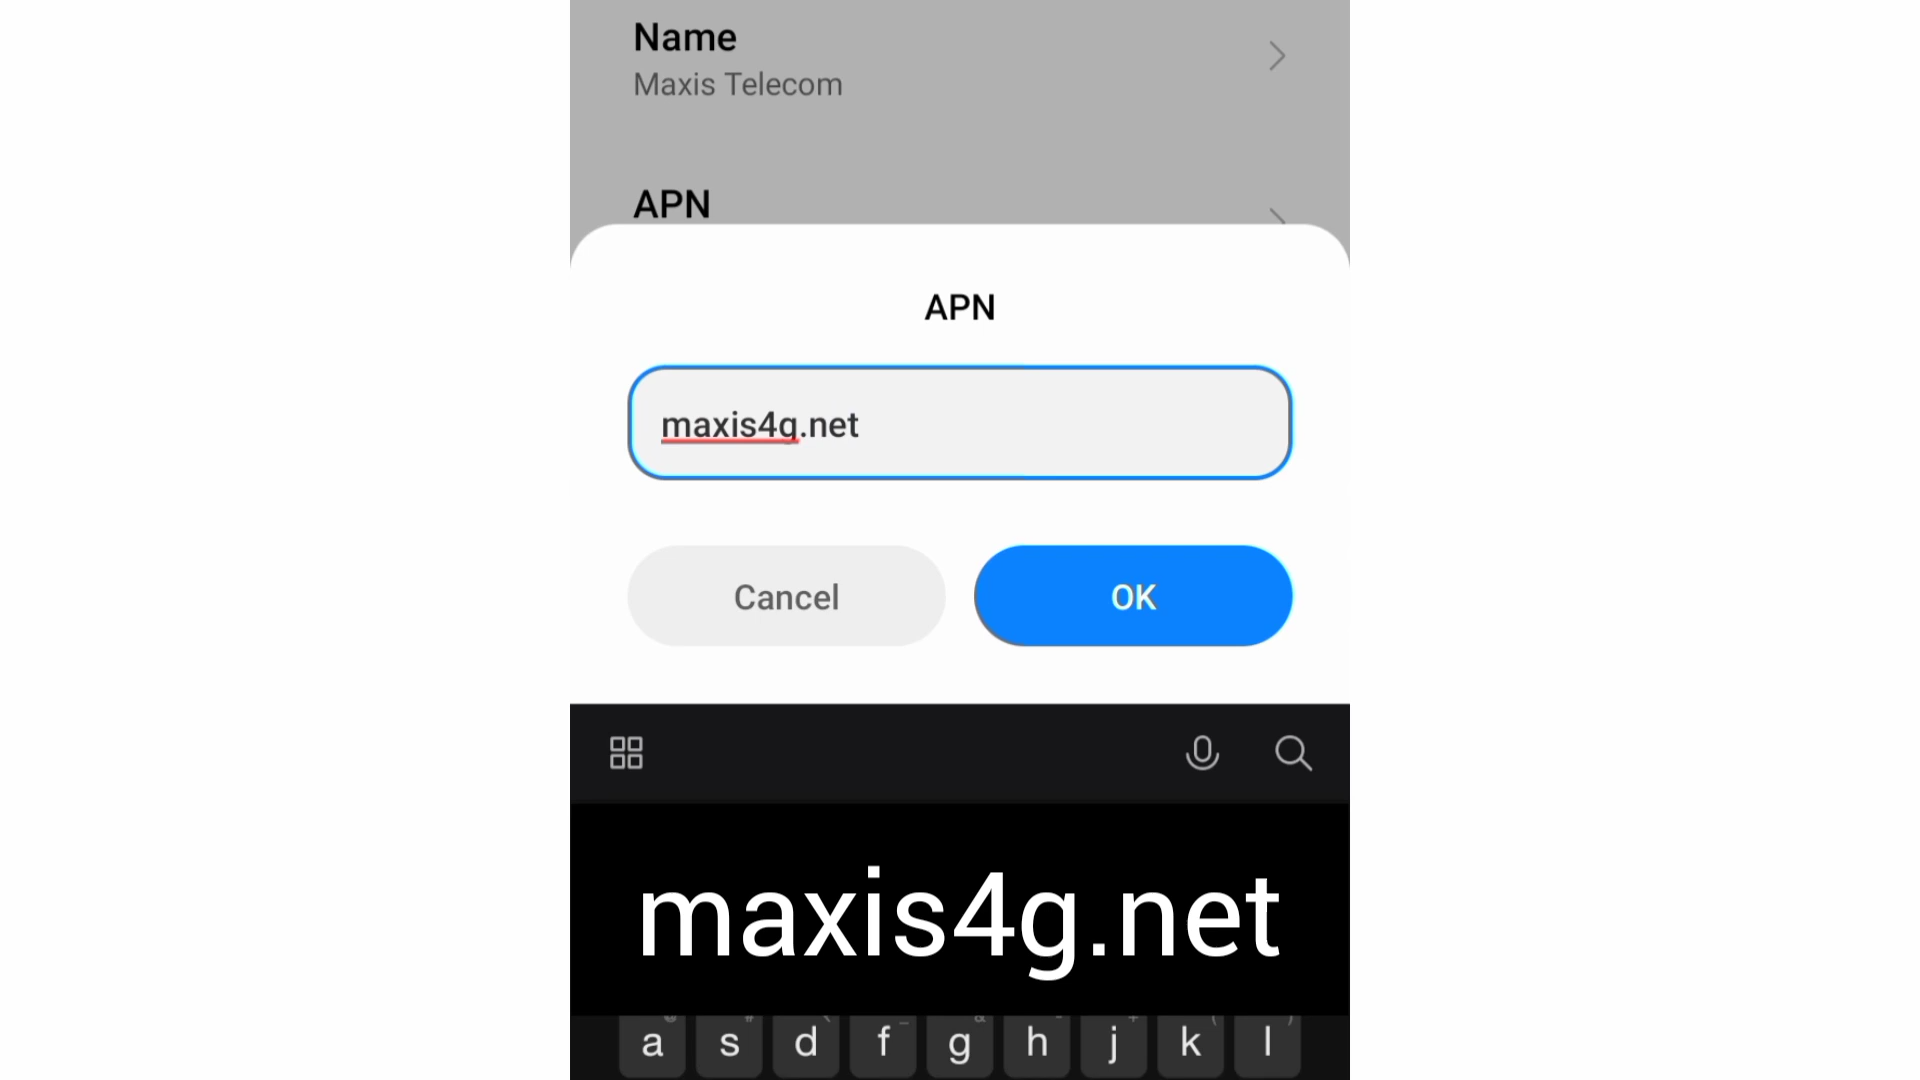 Name
Maxis Telecom
APN
APN
maxis4g.net
Cancel
OK
maxis4g.net
a s d f g h j k l